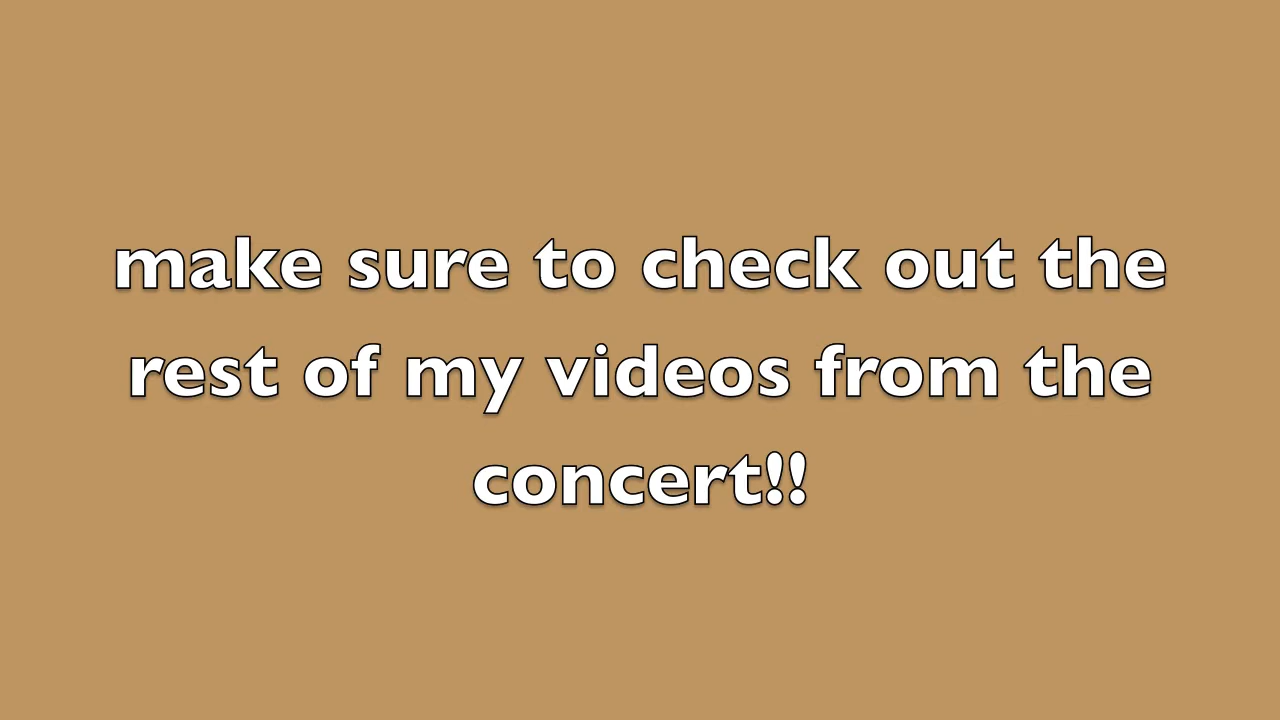 make sure to check out the
rest of my videos from the
concert!!